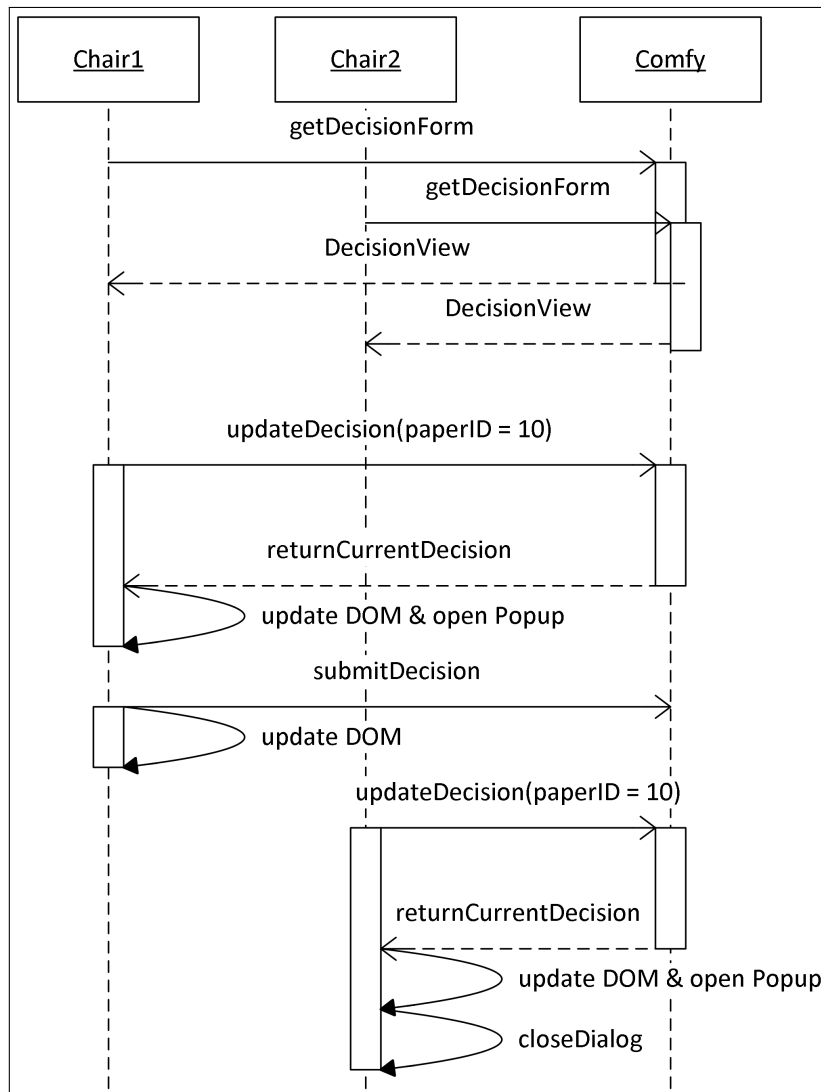 Chair1
Chair2
Comfy
getDecisionForm
getDecisionForm
DecisionView
DecisionView
updateDecision(paperID = 10)
returnCurrentDecision
update DOM & open Popup
submitDecision
update DOM
updateDecision(paperID = 10)
returnCurrentDecision
update DOM & open Popup
closeDialog